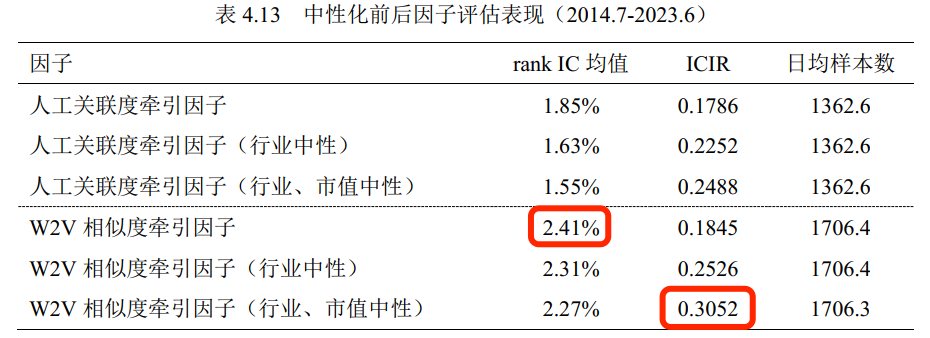 表 4.13 中性化前后因子评估表现（2014.7-2023.6）
因子 rank IC 均值 ICIR 日均样本数
人工关联度牵引因子 1.85% 0.1786 1362.6
人工关联度牵引因子（行业中性） 1.63% 0.2252 1362.6
人工关联度牵引因子（行业、市值中性） 1.55% 0.2488 1362.6
W2V 相似度牵引因子 2.41% 0.1845 1706.4
W2V 相似度牵引因子（行业中性） 2.31% 0.2526 1706.4
W2V 相似度牵引因子（行业、市值中性） 2.27% 0.3052 1706.3